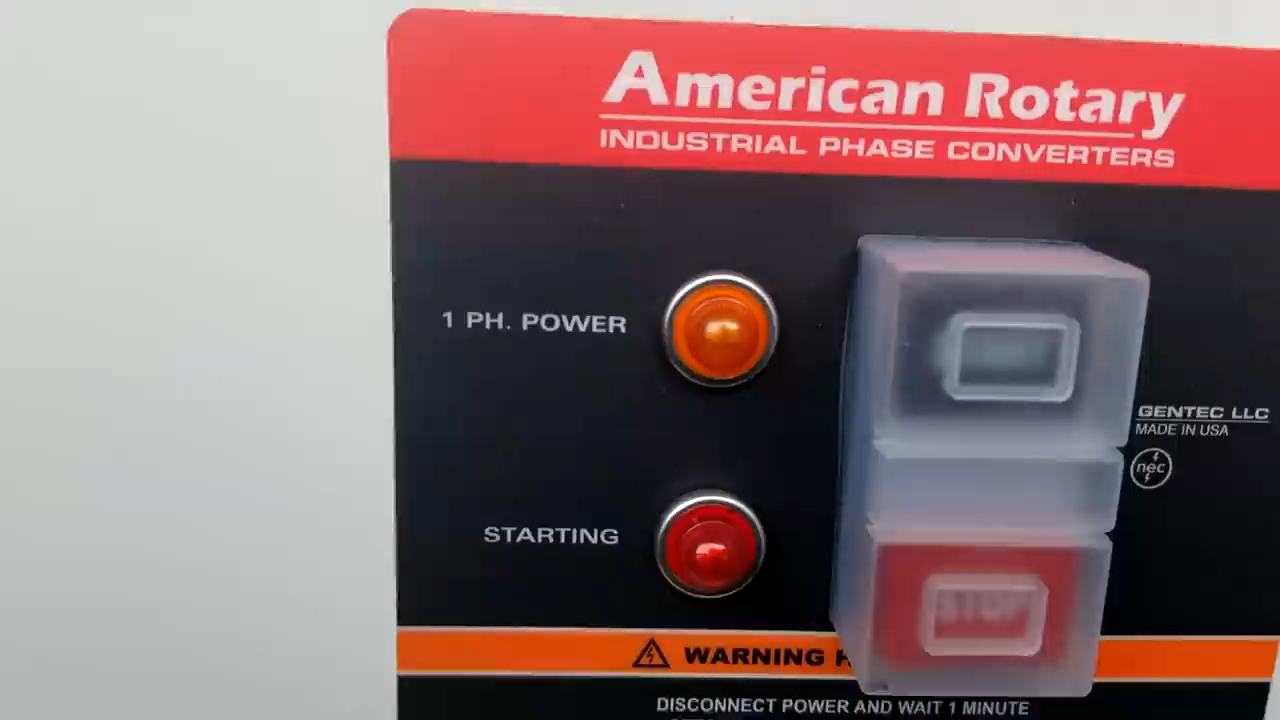 American Rotary
INDUSTRIAL PHASE CONVERTERS
1 PH. POWER
GENTEC LLC
MADE IN USA
nec
STARTING
STOP
WARNING
DISCONNECT POWER AND WAIT 1 MINUTE